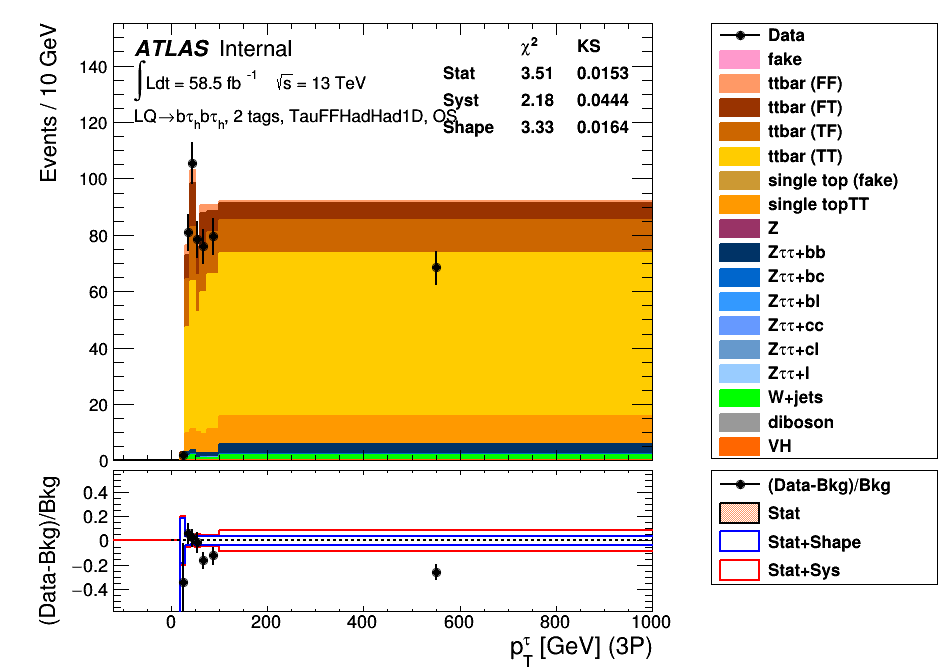 ATLAS Internal
∫Ldt = 58.5 fb⁻¹ √s = 13 TeV
LQ→bτₕbτₕ, 2 tags, TauFFHadHad1D, OS
χ² KS
Stat 3.51 0.0153
Syst 2.18 0.0444
Shape 3.33 0.0164
Events / 10 GeV
140
120
100
80
60
40
20
0
Data
fake
ttbar (FF)
ttbar (FT)
ttbar (TF)
ttbar (TT)
single top (fake)
single topTT
Z
Zττ+bb
Zττ+bc
Zττ+bl
Zττ+cc
Zττ+cl
Zττ+l
W+jets
diboson
VH
(Data-Bkg)/Bkg
0.4
0.2
0
−0.2
−0.4
0 200 400 600 800 1000
p_T^τ [GeV] (3P)
(Data-Bkg)/Bkg
Stat
Stat+Shape
Stat+Sys